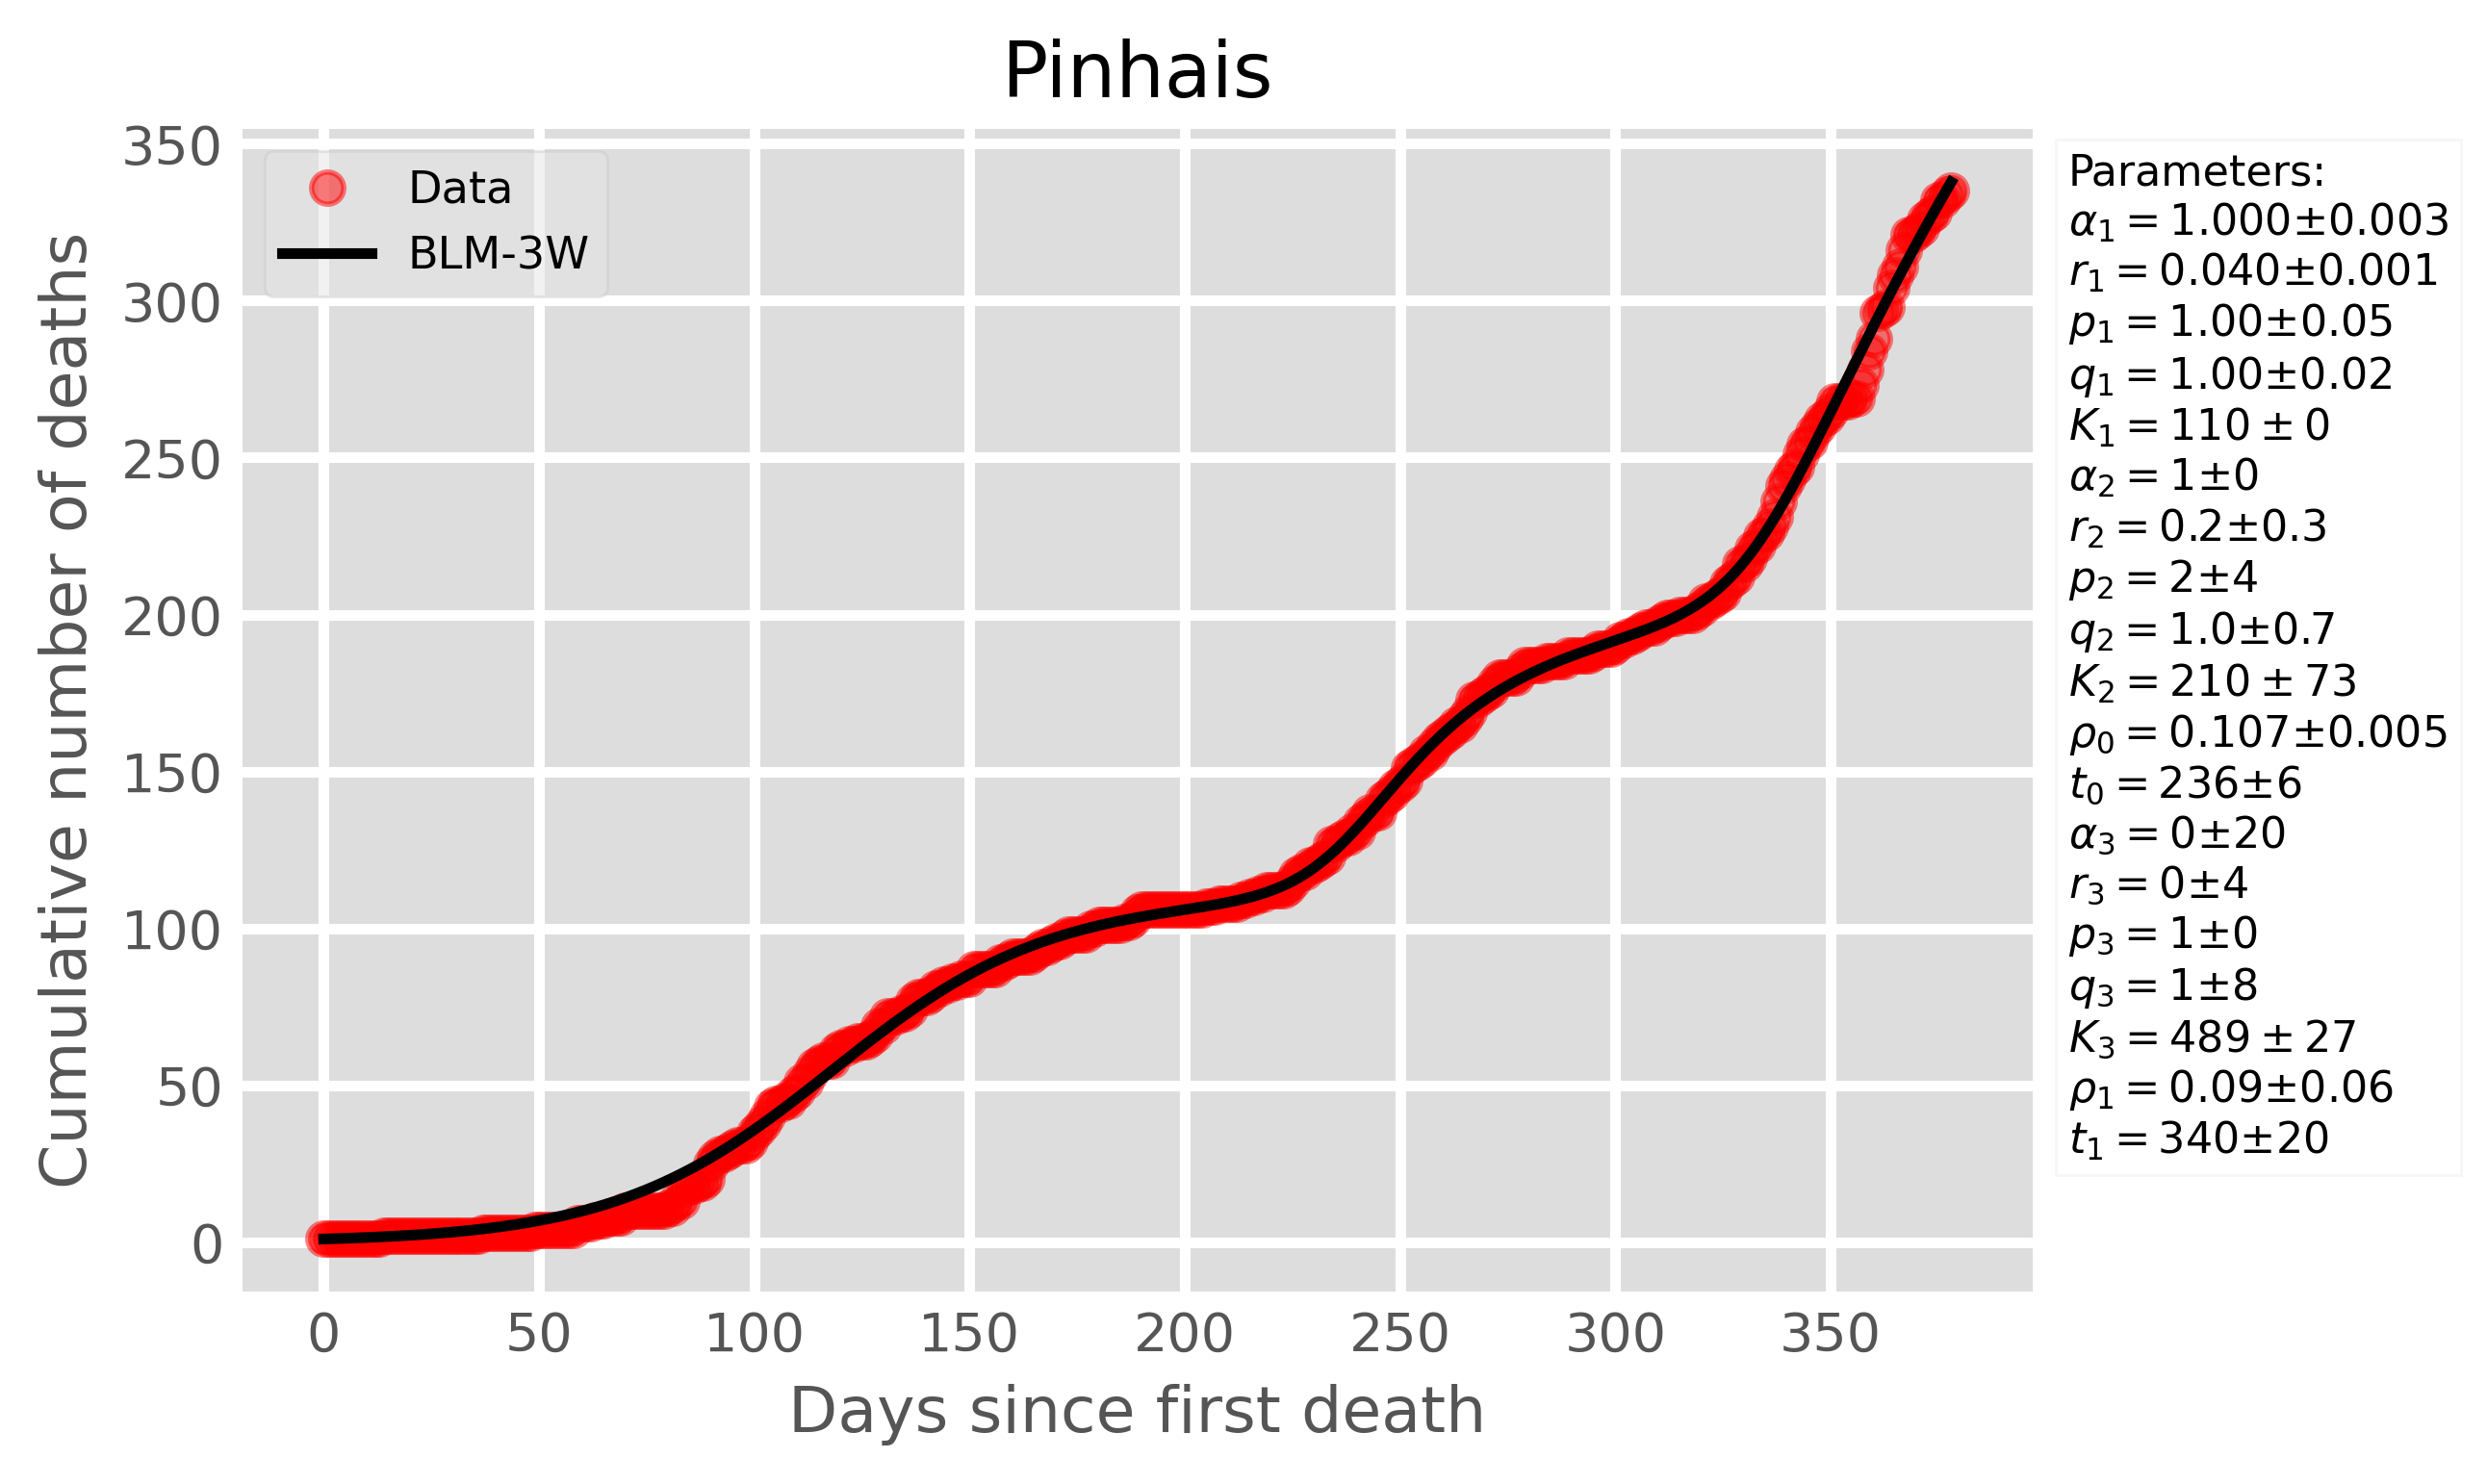 Pinhais
Cumulative number of deaths
350
300
250
200
150
100
50
0
Data
BLM-3W
0 50 100 150 200 250 300 350
Days since first death
Parameters:
α₁ = 1.000±0.003
r₁ = 0.040±0.001
p₁ = 1.00±0.05
q₁ = 1.00±0.02
K₁ = 110 ± 0
α₂ = 1±0
r₂ = 0.2±0.3
p₂ = 2±4
q₂ = 1.0±0.7
K₂ = 210 ± 73
ρ₀ = 0.107±0.005
t₀ = 236±6
α₃ = 0±20
r₃ = 0±4
p₃ = 1±0
q₃ = 1±8
K₃ = 489 ± 27
ρ₁ = 0.09±0.06
t₁ = 340±20